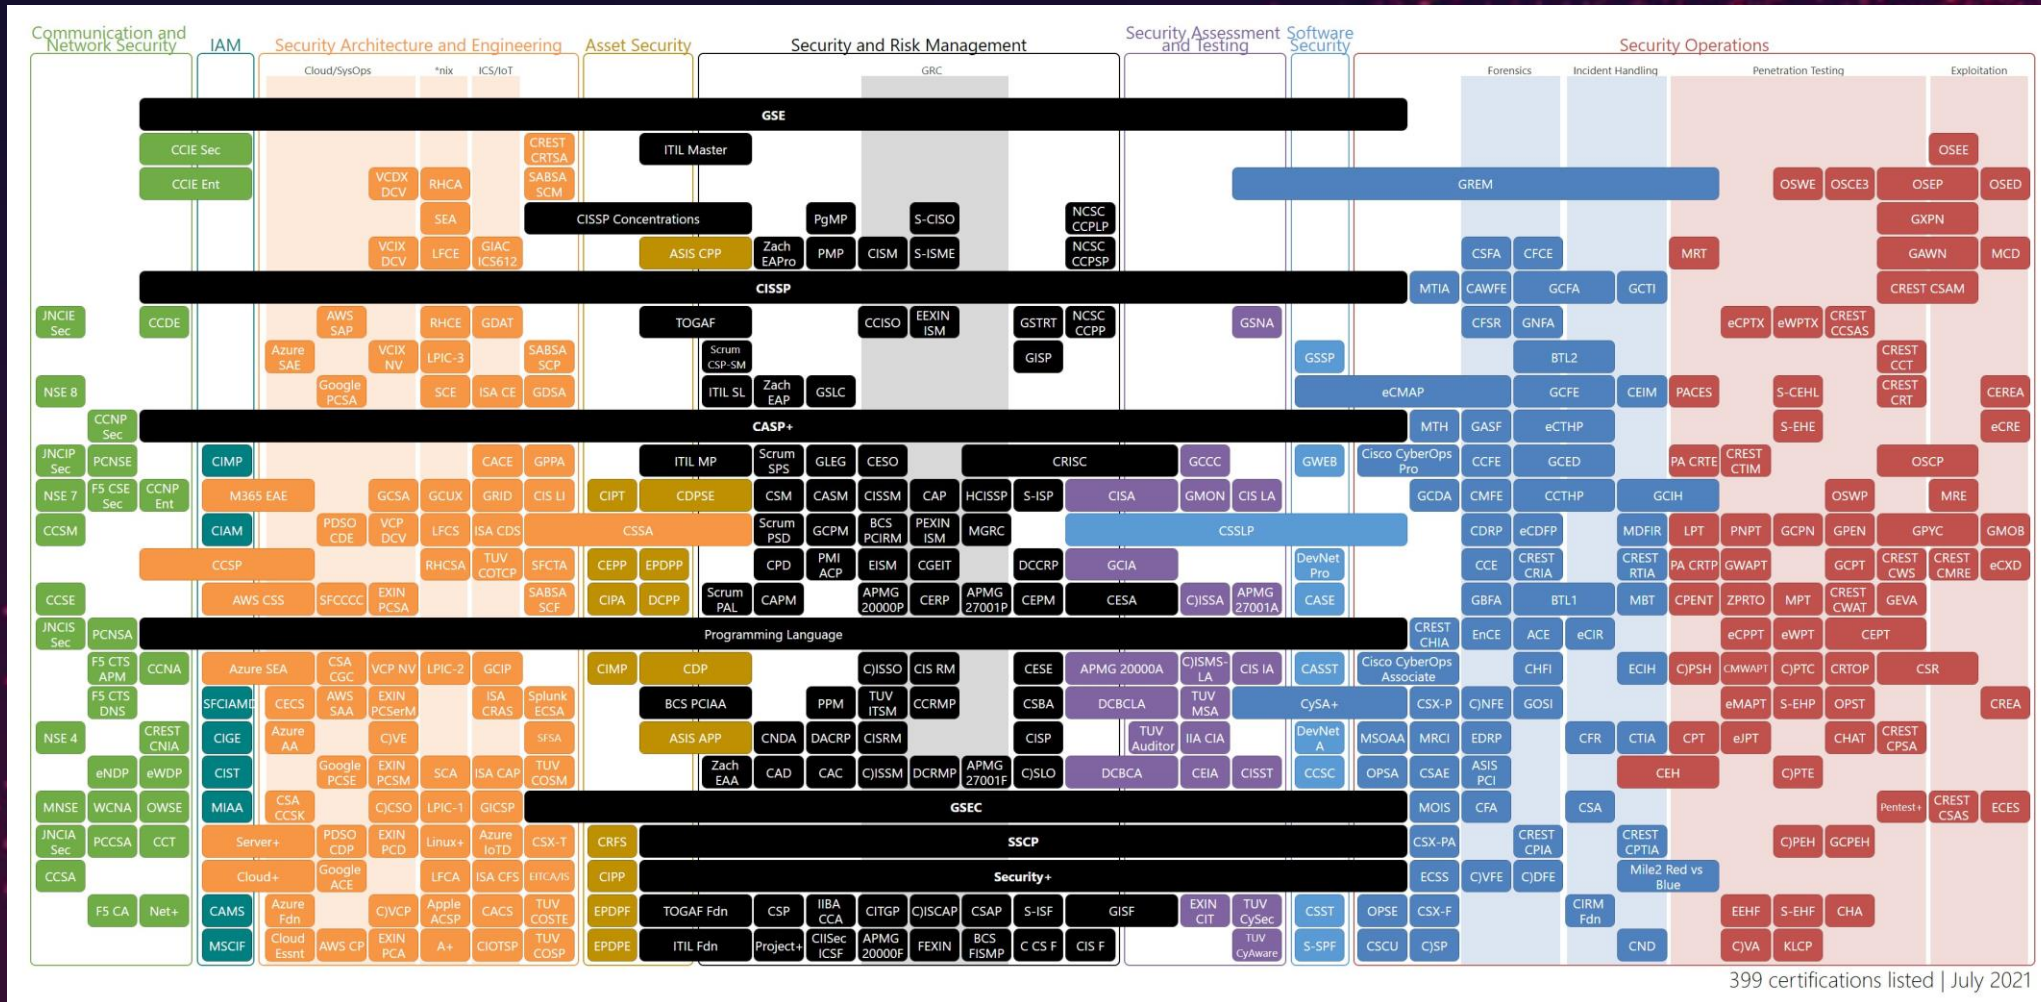 Communication and
Network Security
IAM
Security Architecture and Engineering
Asset Security
Security and Risk Management
Security Assessment
and Testing
Software
Security
Security Operations
Cloud/SysOps
*nix
ICS/IoT
GRC
Forensics
Incident Handling
Penetration Testing
Exploitation
GSE
CCIE Sec
CREST
CRTSA
ITIL Master
OSEE
CCIE Ent
VCDX
DCV
RHCA
SABSA
SCM
GREM
OSWE
OSCE3
OSEP
OSED
SEA
CISSP Concentrations
PgMP
S-CISO
NCSC
CCPLP
GXPN
VCIX
DCV
LFCE
GIAC
ICS612
ASIS CPP
Zach
EAPro
PMP
CISM
S-ISME
NCSC
CCPSP
CSFA
CFCE
MRT
GAWN
MCD
CISSP
MTIA
CAWFE
GCFA
GCTI
CREST CSAM
JNCIE
Sec
CCDE
AWS
SAP
RHCE
GDAT
TOGAF
CCISO
EEXIN
ISM
GSTRT
NCSC
CCPP
GSNA
CFSR
GNFA
eCPTX
eWPTX
CREST
CCSAS
Azure
SAE
VCIX
NV
LPIC-3
SABSA
SCP
Scrum
CSP-SM
GISP
GSSP
BTL2
CREST
CCT
NSE 8
Google
PCSA
SCE
ISA CE
GDSA
ITIL SL
Zach
EAP
GSLC
eCMAP
GCFE
CEIM
PACES
S-CEHL
CREST
CRT
CEREA
CCNP
Sec
CASP+
MTH
GASF
eCTHP
S-EHE
eCRE
JNCIP
Sec
PCNSE
CIMP
CACE
GPPA
ITIL MP
Scrum
SPS
GLEG
CESO
CRISC
GCCC
GWEB
Cisco CyberOps
Pro
CCFE
GCED
PA CRTE
CREST
CTIM
OSCP
NSE 7
F5 CSE
Sec
CCNP
Ent
M365 EAE
GCSA
GCUX
GRID
CIS LI
CIPT
CDPSE
CSM
CASM
CISSM
CAP
HCISSP
S-ISP
CISA
GMON
CIS LA
GCDA
CMFE
CCTHP
GCIH
OSWP
MRE
CCSM
CIAM
PDSO
CDE
VCP
DCV
LFCS
ISA CDS
CSSA
Scrum
PSD
GCPM
BCS
PCIRM
PEXIN
ISM
MGRC
CSSLP
CDRP
eCDFP
MDFIR
LPT
PNPT
GCPN
GPEN
GPYC
GMOB
CCSP
RHCSA
TUV
COTCP
SFCTA
CEPP
EPDPP
CPD
PMI
ACP
EISM
CGEIT
DCCRP
GCIA
DevNet
Pro
CCE
CREST
CRIA
CREST
RTIA
PA CRTP
GWAPT
GCPT
CREST
CWS
CREST
CMRE
eCXD
CCSE
AWS CSS
SFCCCC
EXIN
PCSA
SABSA
SCF
CIPA
DCPP
Scrum
PAL
CAPM
APMG
20000P
CERP
APMG
27001P
CEPM
CESA
C)ISSA
APMG
27001A
CASE
GBFA
BTL1
MBT
CPENT
ZPRTO
MPT
CREST
CWAT
GEVA
JNCIS
Sec
PCNSA
Programming Language
CREST
CHIA
EnCE
ACE
eCIR
eCPPT
eWPT
CEPT
F5 CTS
APM
CCNA
Azure SEA
CSA
CGC
VCP NV
LPIC-2
GCIP
CIMP
CDP
C)ISSO
CIS RM
CESE
APMG 20000A
C)ISMS-
LA
CIS IA
CASST
Cisco CyberOps
Associate
CHFI
ECIH
C)PSH
CMWAPT
C)PTC
CRTOP
CSR
F5 CTS
DNS
SFCIAMD
CECS
AWS
SAA
EXIN
PCSerM
ISA
CRAS
Splunk
ECSA
BCS PCIAA
PPM
TUV
ITSM
CCRMP
CSBA
DCBCLA
TUV
MSA
CySA+
CSX-P
C)NFE
GOSI
eMAPT
S-EHP
OPST
CREA
NSE 4
CREST
CNIA
CIGE
Azure
AA
C)VE
SFSA
ASIS APP
CNDA
DACRP
CISRM
CISP
TUV
Auditor
IIA CIA
DevNet
A
MSOAA
MRCI
EDRP
CFR
CTIA
CPT
eJPT
CHAT
CREST
CPSA
eNDP
eWDP
CIST
Google
PCSE
EXIN
PCSM
SCA
ISA CAP
TUV
COSM
Zach
EAA
CAD
CAC
C)ISSM
DCRMP
APMG
27001F
C)SLO
DCBCA
CEIA
CISST
CCSC
OPSA
CSAE
ASIS
PCI
CEH
C)PTE
MNSE
WCNA
OWSE
MIAA
CSA
CCSK
C)CSO
LPIC-1
GICSP
GSEC
MOIS
CFA
CSA
Pentest+
CREST
CSAS
ECES
JNCIA
Sec
PCCSA
CCT
Server+
PDSO
CDP
EXIN
PCD
Linux+
Azure
IoTD
CSX-T
CRFS
SSCP
CSX-PA
CREST
CPIA
CREST
CPTIA
C)PEH
GCPEH
CCSA
Cloud+
Google
ACE
LFCA
ISA CFS
EITCA/IS
CIPP
Security+
ECSS
C)VFE
C)DFE
Mile2 Red vs
Blue
F5 CA
Net+
CAMS
Azure
Fdn
C)VCP
Apple
ACSP
CACS
TUV
COSTE
EPDPF
TOGAF Fdn
CSP
IIBA
CCA
CITGP
C)ISCAP
CSAP
S-ISF
GISF
EXIN
CIT
TUV
CySec
CSST
OPSE
CSX-F
CIRM
Fdn
EEHF
S-EHF
CHA
MSCIF
Cloud
Essnt
AWS CP
EXIN
PCA
A+
CIOTSP
TUV
COSP
EPDPE
ITIL Fdn
Project+
CIISec
ICSF
APMG
20000F
FEXIN
BCS
FISMP
C CS F
CIS F
TUV
CyAware
S-SPF
CSCU
C)SP
CND
C)VA
KLCP
399 certifications listed | July 2021